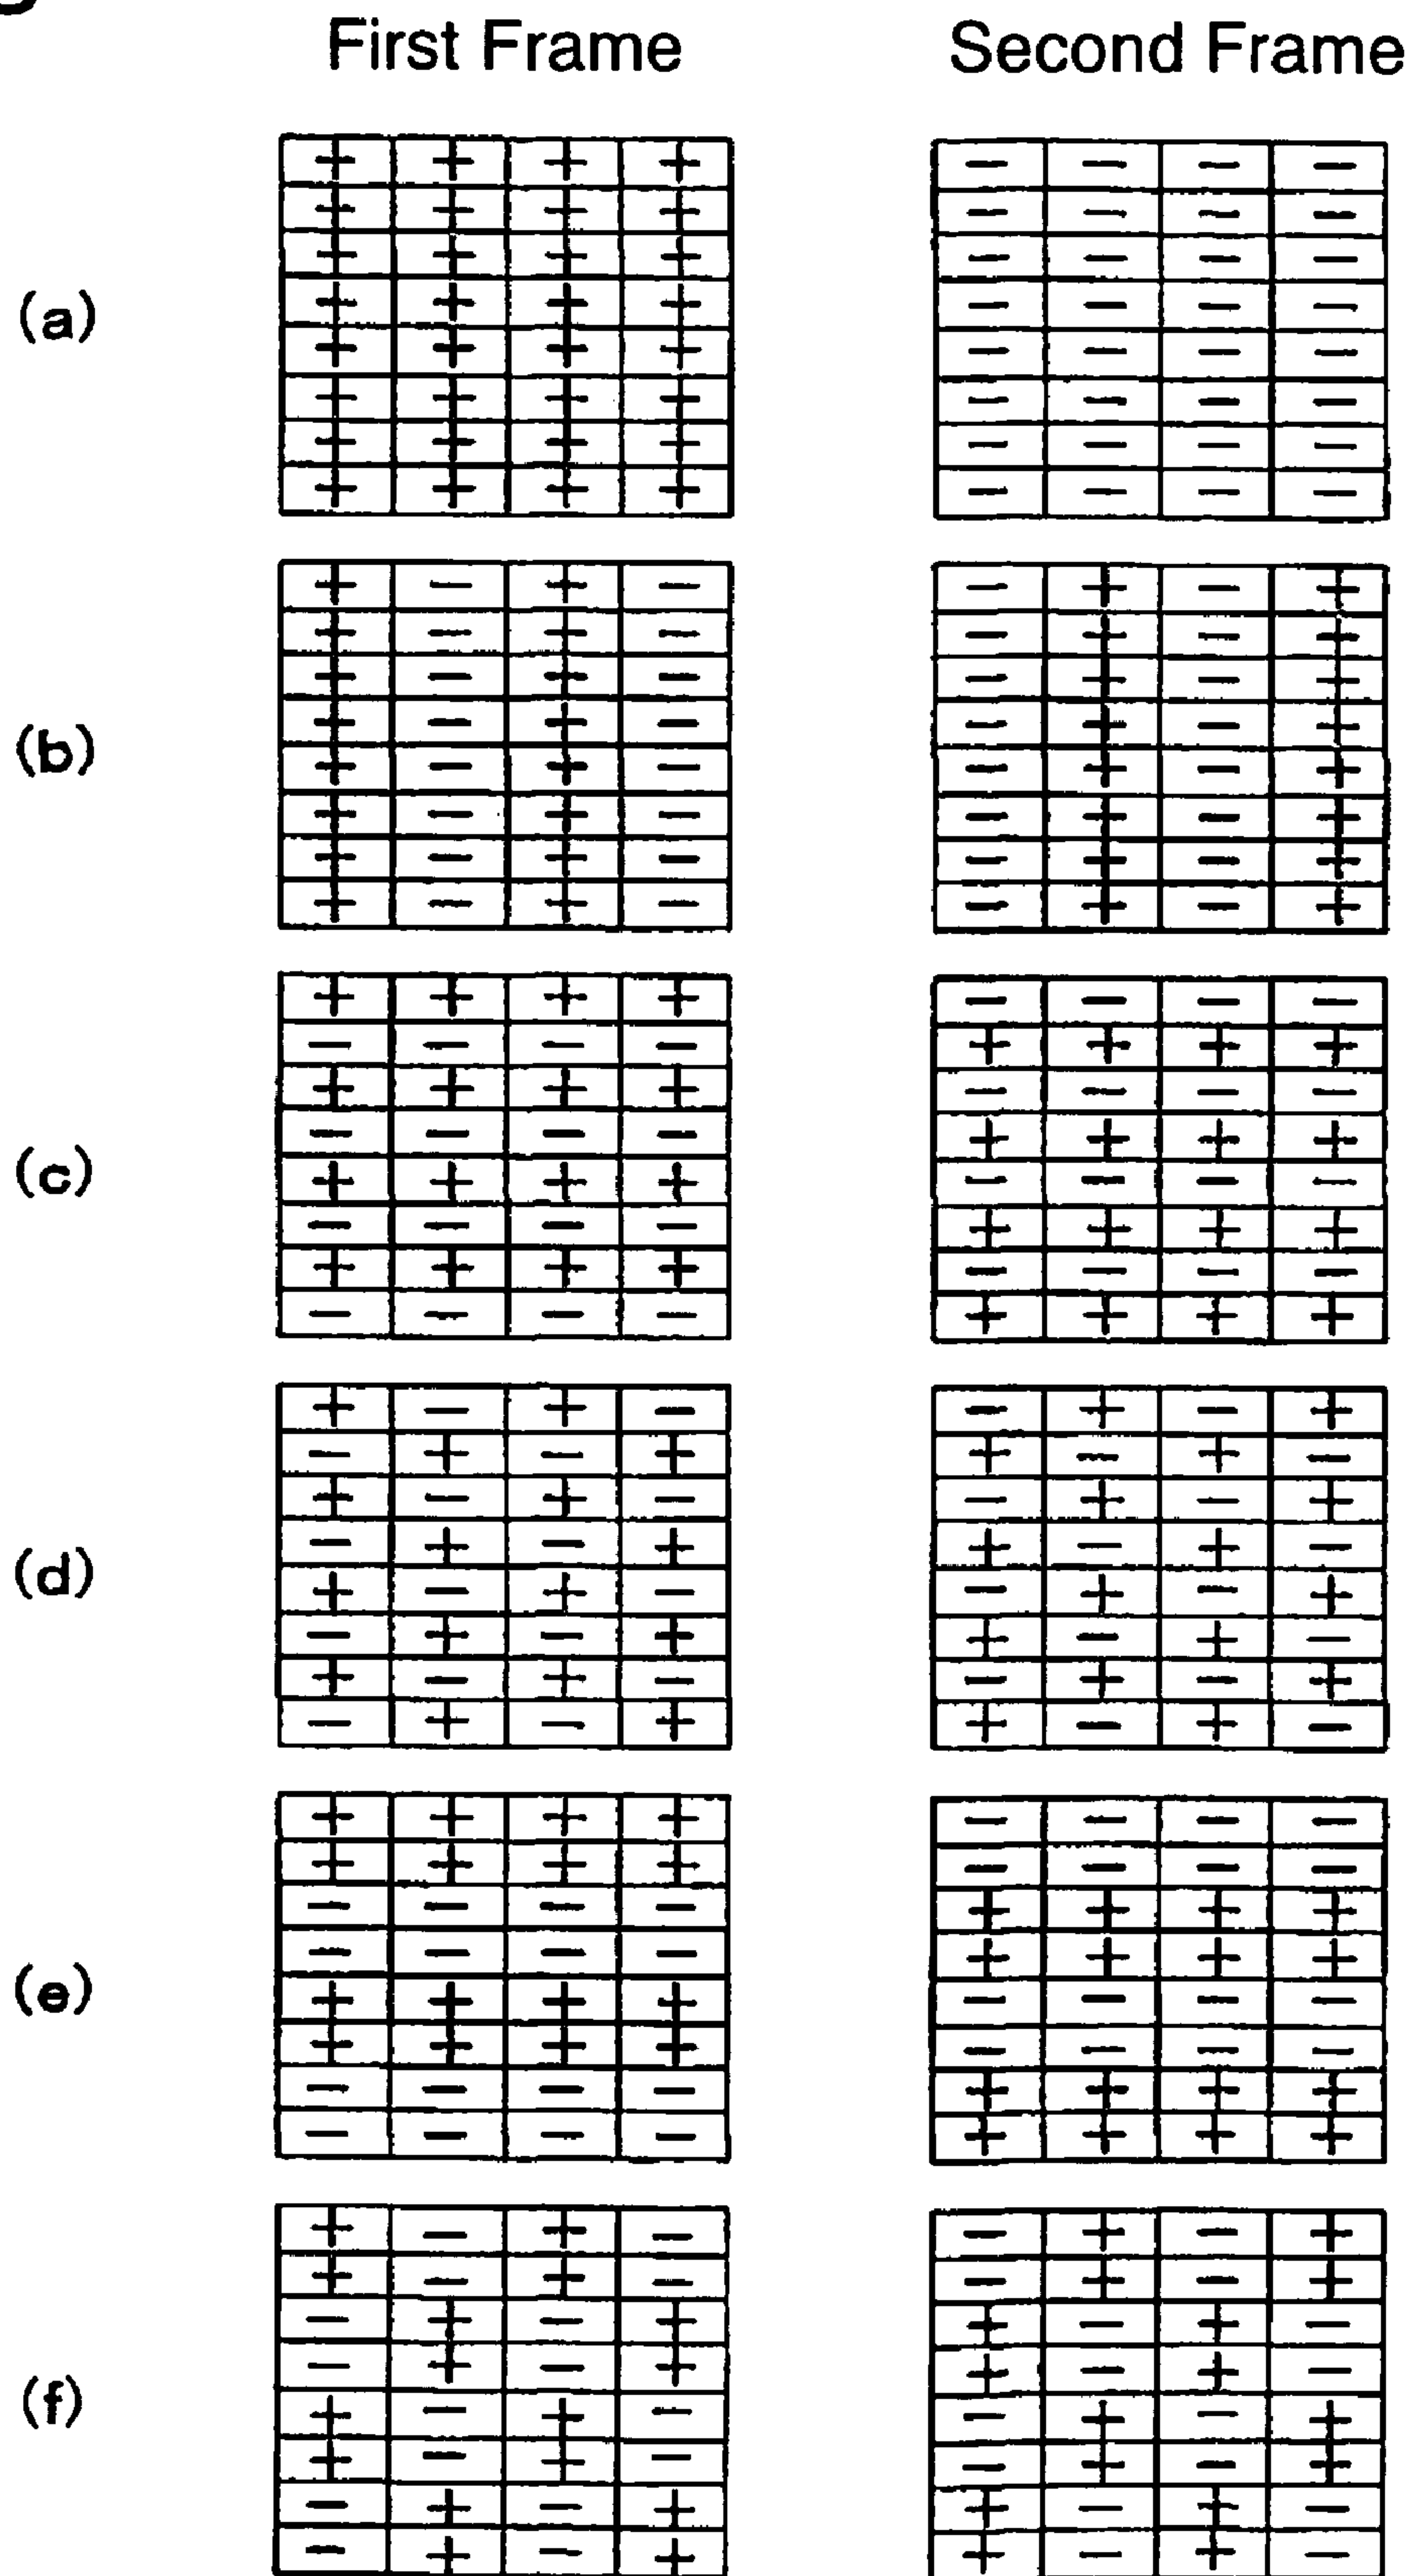 First Frame Second Frame
(a)
+ + + + − − − −
+ + + + − − − −
+ + + + − − − −
+ + + + − − − −
+ + + + − − − −
+ + + + − − − −
+ + + + − − − −
+ + + + − − − −
(b)
+ − + − − + − +
+ − + − − + − +
+ − + − − + − +
+ − + − − + − +
+ − + − − + − +
+ − + − − + − +
+ − + − − + − +
+ − + − − + − +
(c)
+ + + + − − − −
− − − − + + + +
+ + + + − − − −
− − − − + + + +
+ + + + − − − −
− − − − + + + +
+ + + + − − − −
− − − − + + + +
(d)
+ − + − − + − +
− + − + + − + −
+ − + − − + − +
− + − + + − + −
+ − + − − + − +
− + − + + − + −
+ − + − − + − +
− + − + + − + −
(e)
+ + + + − − − −
+ + + + − − − −
− − − − + + + +
− − − − + + + +
+ + + + − − − −
+ + + + − − − −
− − − − + + + +
− − − − + + + +
(f)
+ − + − − + − +
+ − + − − + − +
− + − + + − + −
− + − + + − + −
+ − + − − + − +
+ − + − − + − +
− + − + + − + −
− + − + + − + −